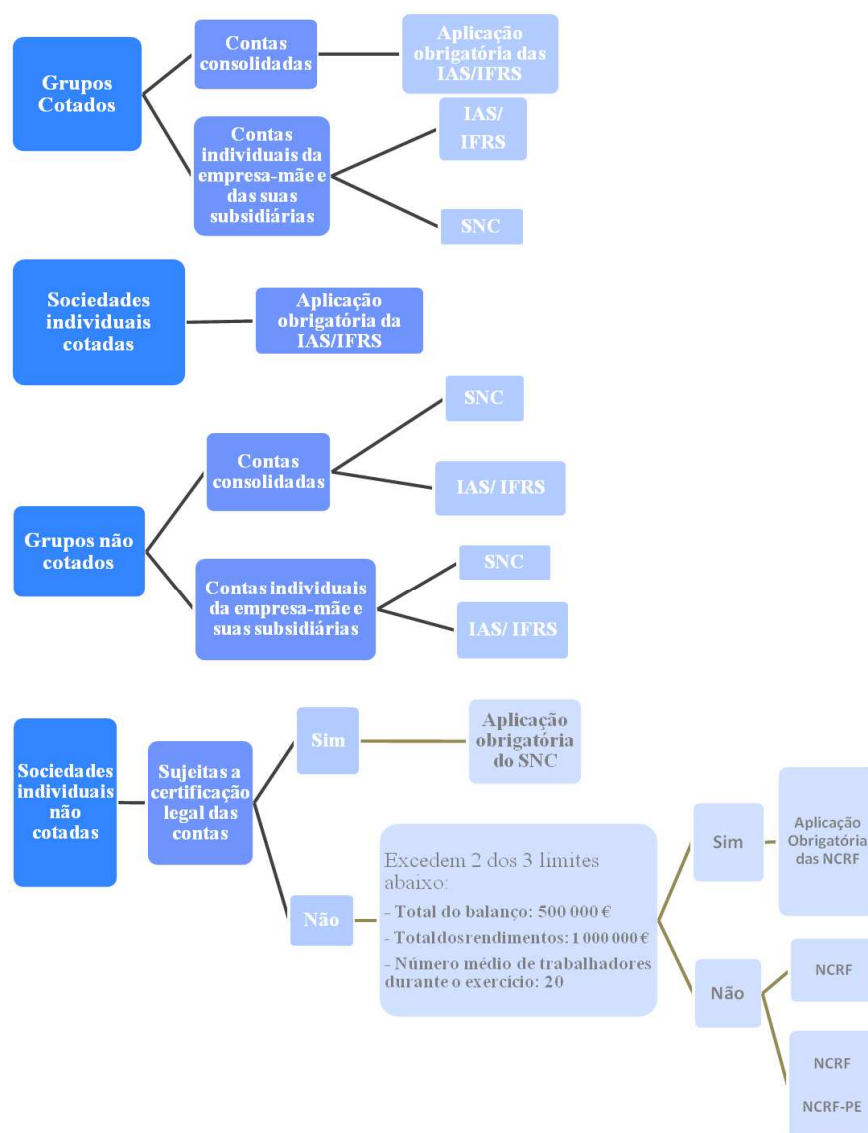 Grupos
Cotados
Contas
consolidadas
Aplicação
obrigatória das
IAS/IFRS
Contas
individuais da
empresa-mãe e
das suas
subsidiárias
IAS/
IFRS
SNC
Sociedades
individuais
cotadas
Aplicação
obrigatória da
IAS/IFRS
Grupos não
cotados
Contas
consolidadas
SNC
IAS/ IFRS
Contas individuais
da empresa-mãe e
suas subsidiárias
SNC
IAS/ IFRS
Sociedades
individuais
não
cotadas
Sujeitas a
certificação
legal das
contas
Sim
Aplicação
obrigatória
do SNC
Não
Excedem 2 dos 3 limites
abaixo:
- Total do balanço: 500 000 €
- Total dos rendimentos: 1 000 000 €
- Número médio de trabalhadores
durante o exercício: 20
Sim
Aplicação
Obrigatória
das NCRF
Não
NCRF
NCRF
NCRF-PE